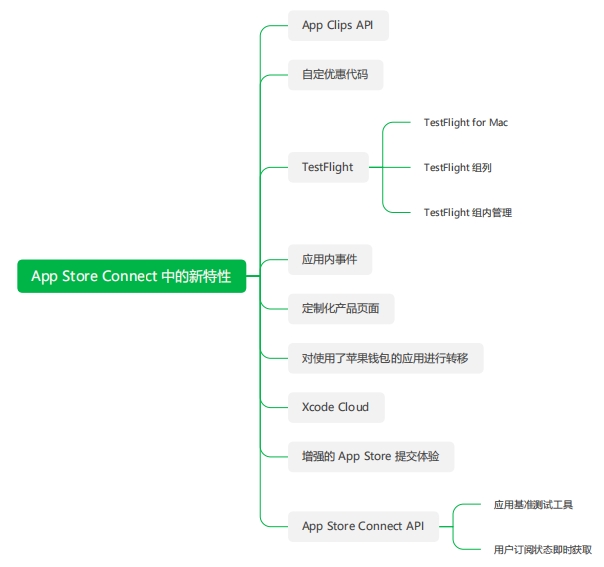 App Clips API
自定优惠代码
TestFlight for Mac
TestFlight
TestFlight 组列
TestFlight 组内管理
应用内事件
App Store Connect 中的新特性
定制化产品页面
对使用了苹果钱包的应用进行转移
Xcode Cloud
增强的 App Store 提交体验
应用基准测试工具
App Store Connect API
用户订阅状态即时获取